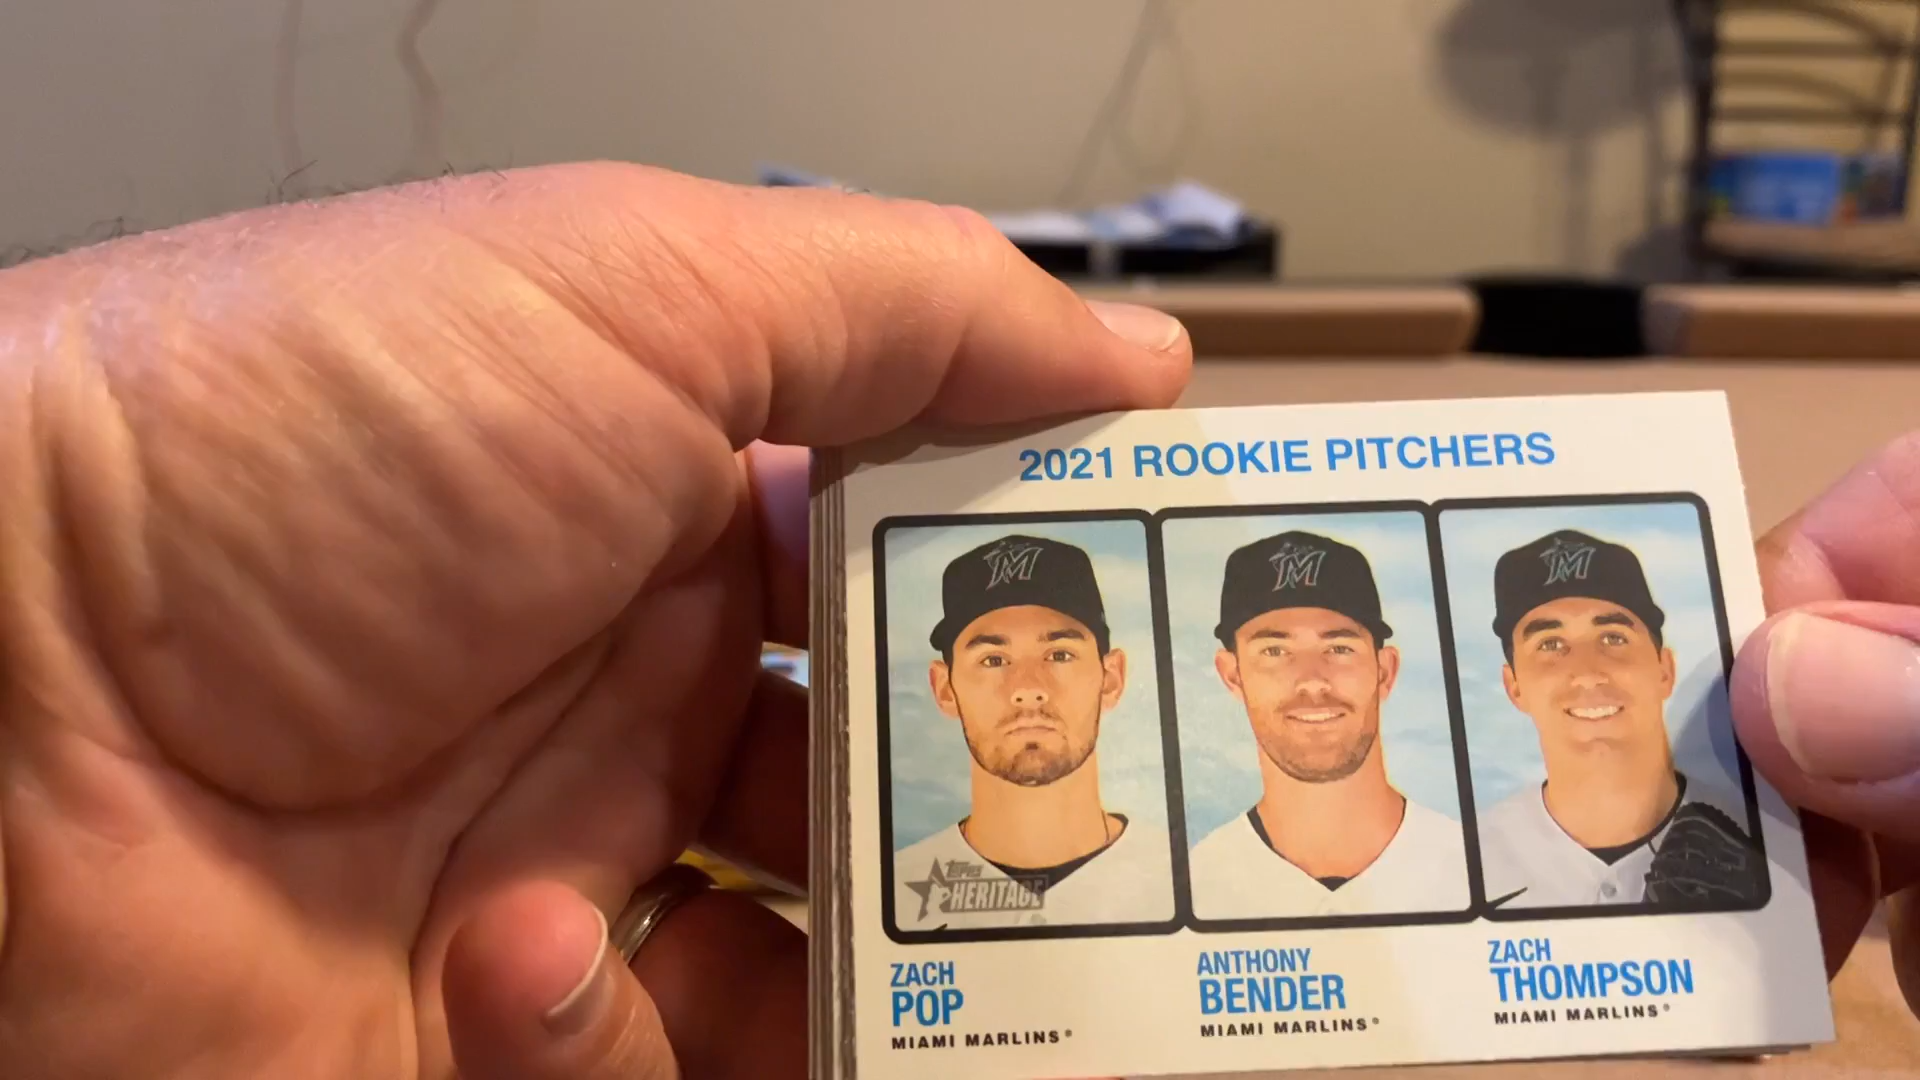 2021 ROOKIE PITCHERS
TOPPS
HERITAGE
ZACH
POP
MIAMI MARLINS®
ANTHONY
BENDER
MIAMI MARLINS®
ZACH
THOMPSON
MIAMI MARLINS®